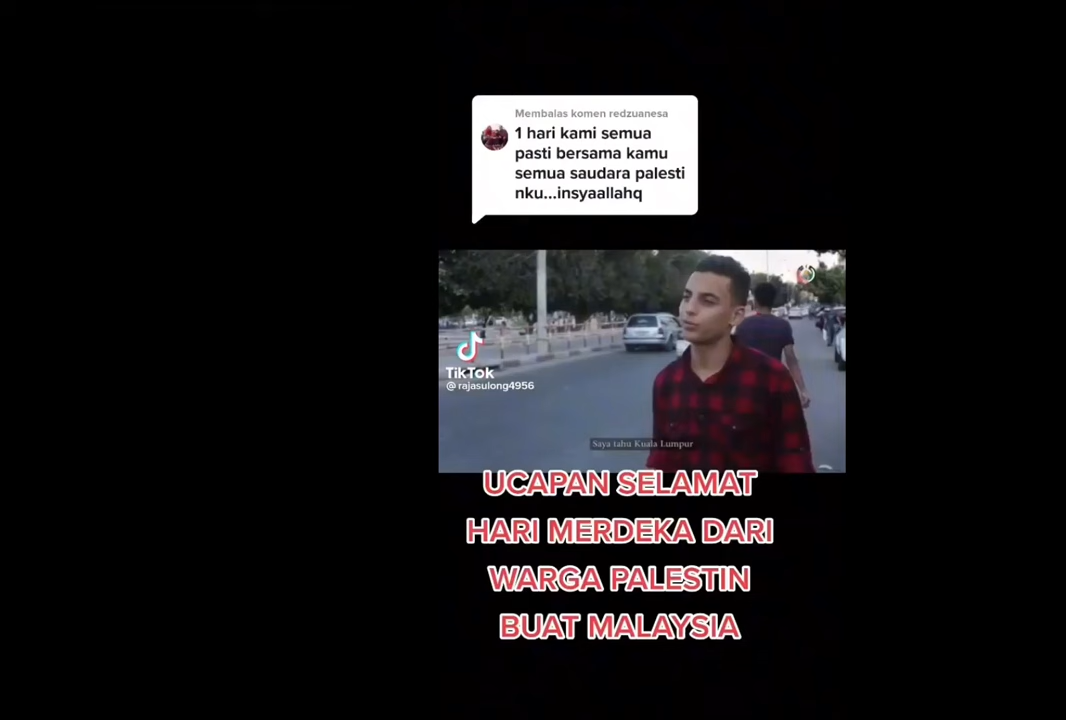 Membalas komen redzuanesa
1 hari kami semua
pasti bersama kamu
semua saudara palesti
nku...insyaallahq
TikTok
@rajasulong4956
Saya tahu Kuala Lumpur
UCAPAN SELAMAT
HARI MERDEKA DARI
WARGA PALESTIN
BUAT MALAYSIA